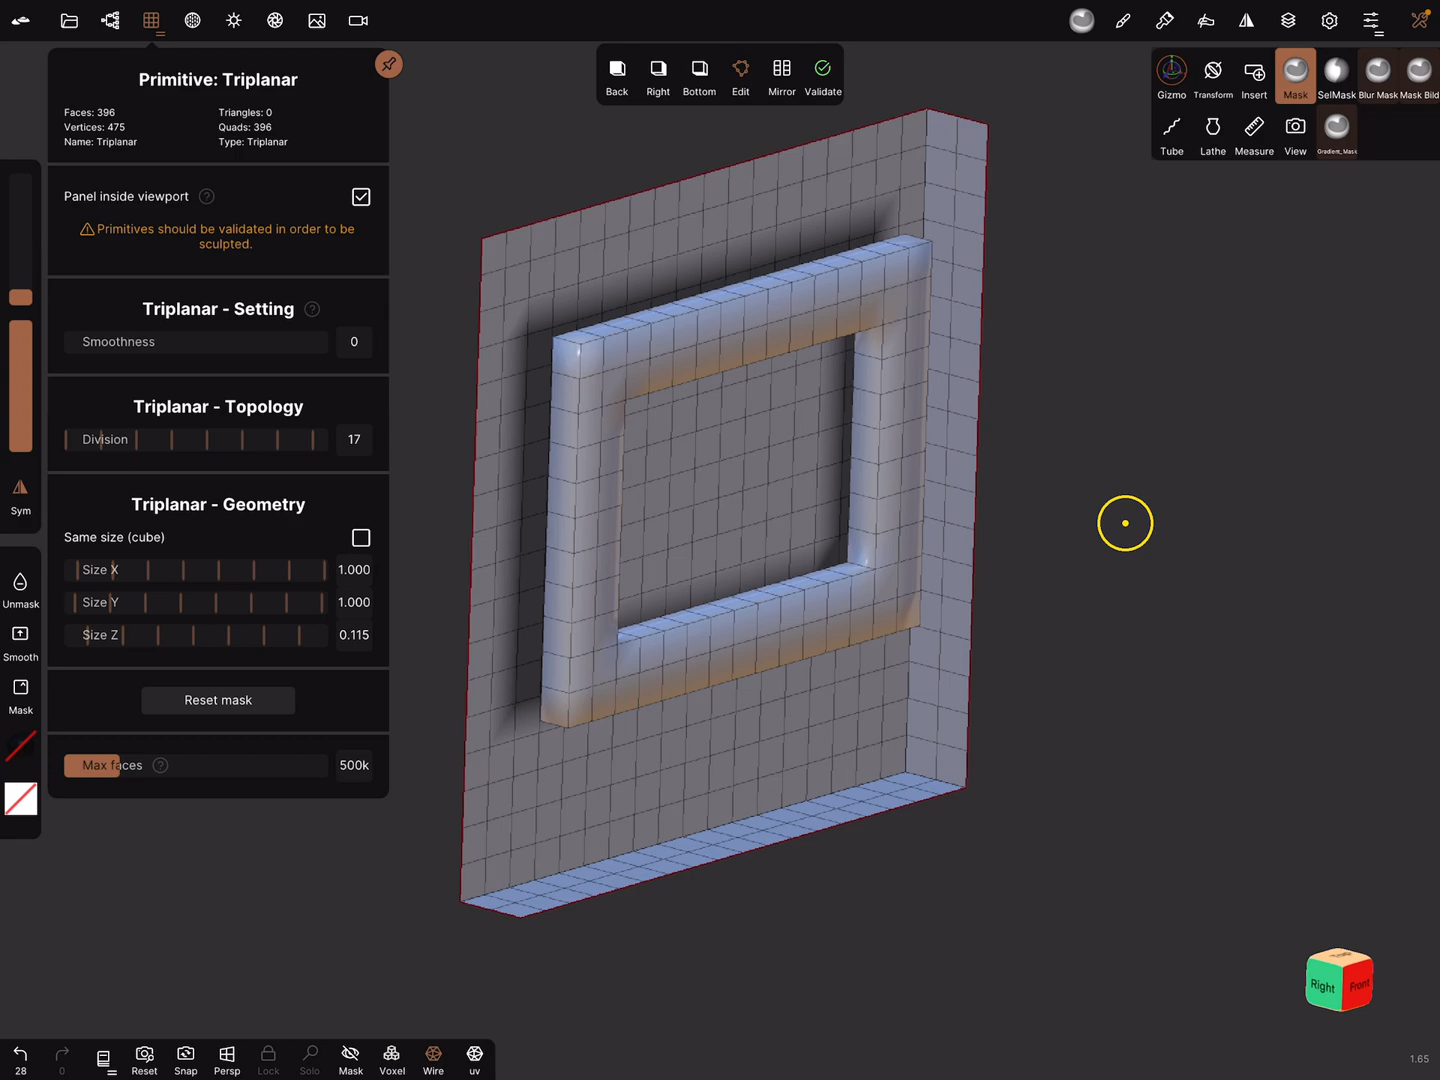 Primitive: Triplanar
Faces: 396
Triangles: 0
Vertices: 475
Quads: 396
Name: Triplanar
Type: Triplanar
Panel inside viewport ?
Primitives should be validated in order to be
sculpted.
Triplanar - Setting ?
Smoothness 0
Triplanar - Topology
Division 17
Triplanar - Geometry
Same size (cube)
Size X 1.000
Size Y 1.000
Size Z 0.115
Reset mask
Max faces ? 500k
Sym
Unmask
Smooth
Mask
Back Right Bottom Edit Mirror Validate
Gizmo Transform Insert Mask SelMask Blur Mask Mask Bild
Tube Lathe Measure View Gradient_Mask
Top
Right Front
28 0 Reset Snap Persp Lock Solo Mask Voxel Wire uv
1.65